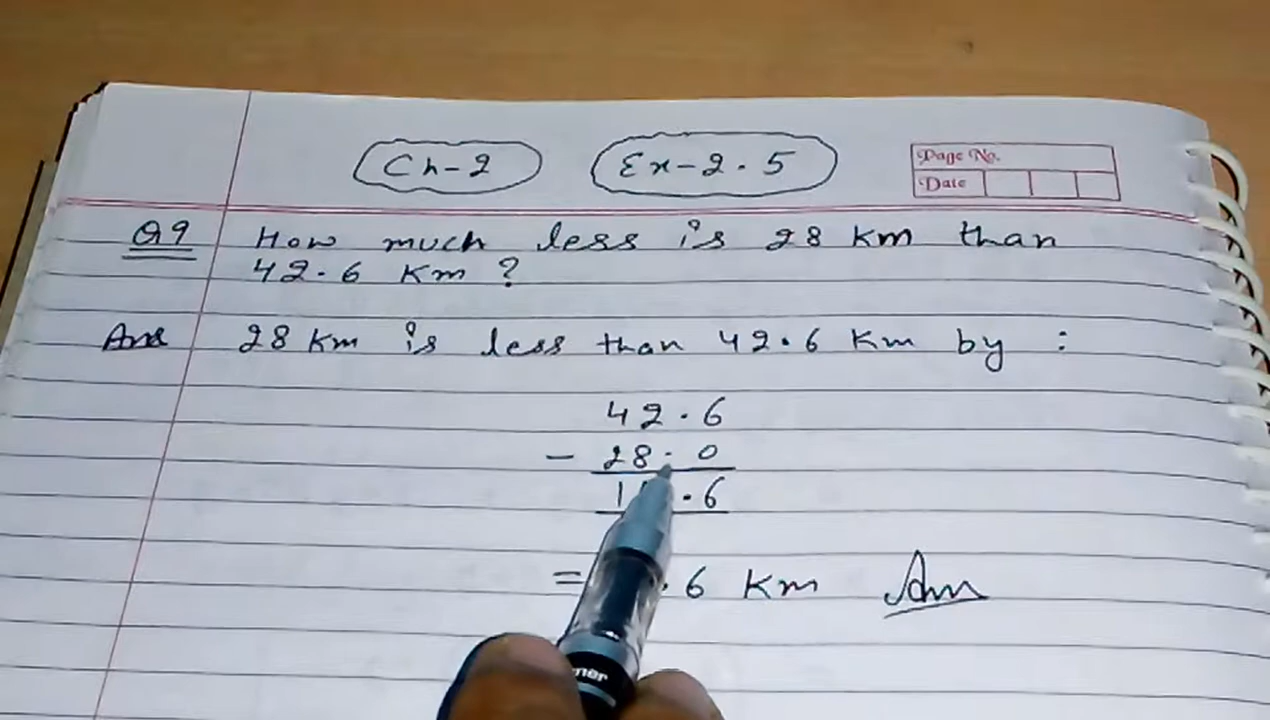 Ch-2 Ex-2.5
Page No.
Date
Q9 How much less is 28 km than
42.6 km ?
Ans 28 km is less than 42.6 km by :
42.6
- 28.0
.6
= .6 km Ans
ner